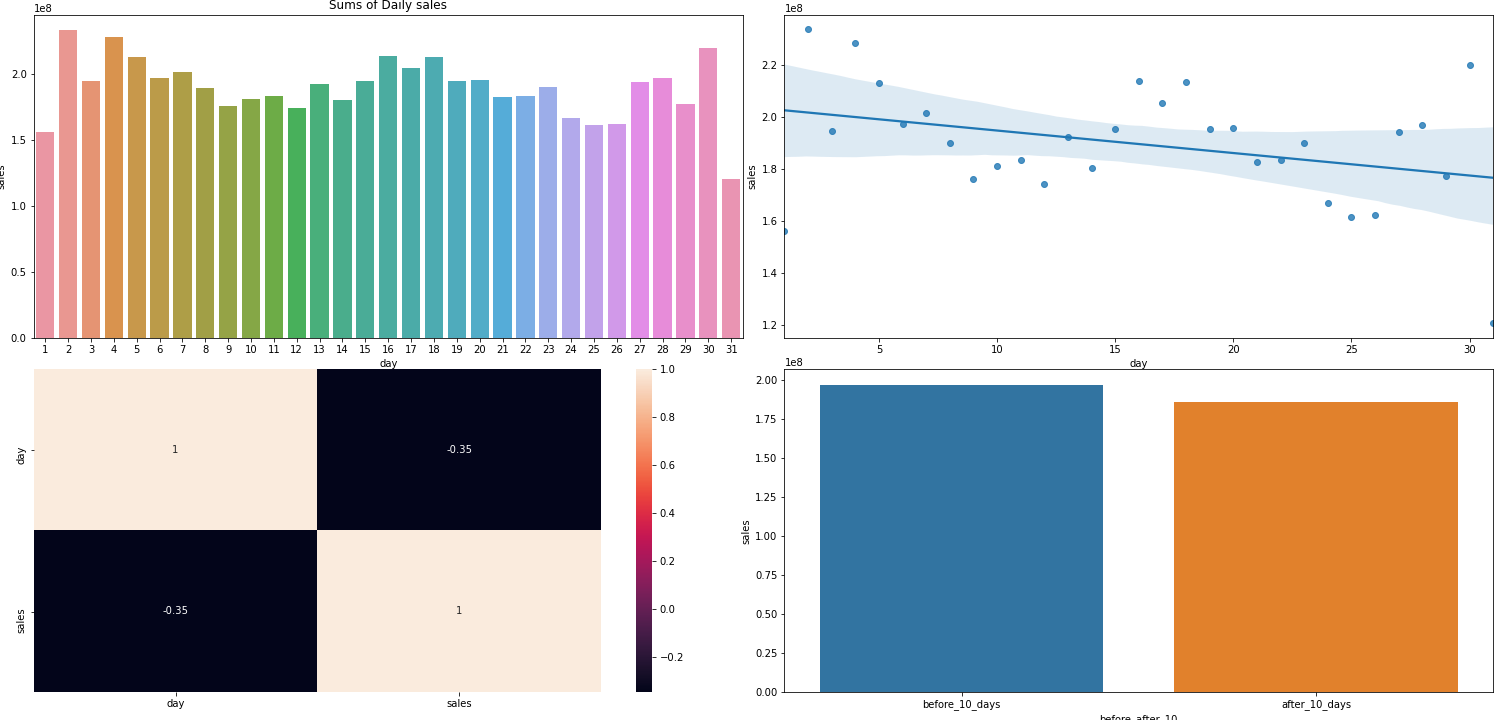 Sums of Daily sales
1e8
2.0
1.5
1.0
0.5
0.0
sales
1 2 3 4 5 6 7 8 9 10 11 12 13 14 15 16 17 18 19 20 21 22 23 24 25 26 27 28 29 30 31
day
1e8
2.2
2.0
1.8
1.6
1.4
1.2
sales
5 10 15 20 25 30
day
day
sales
1 -0.35
-0.35 1
day sales
1.0
0.8
0.6
0.4
0.2
0.0
−0.2
1e8
2.00
1.75
1.50
1.25
1.00
0.75
0.50
0.25
0.00
sales
before_10_days after_10_days
before_after_10